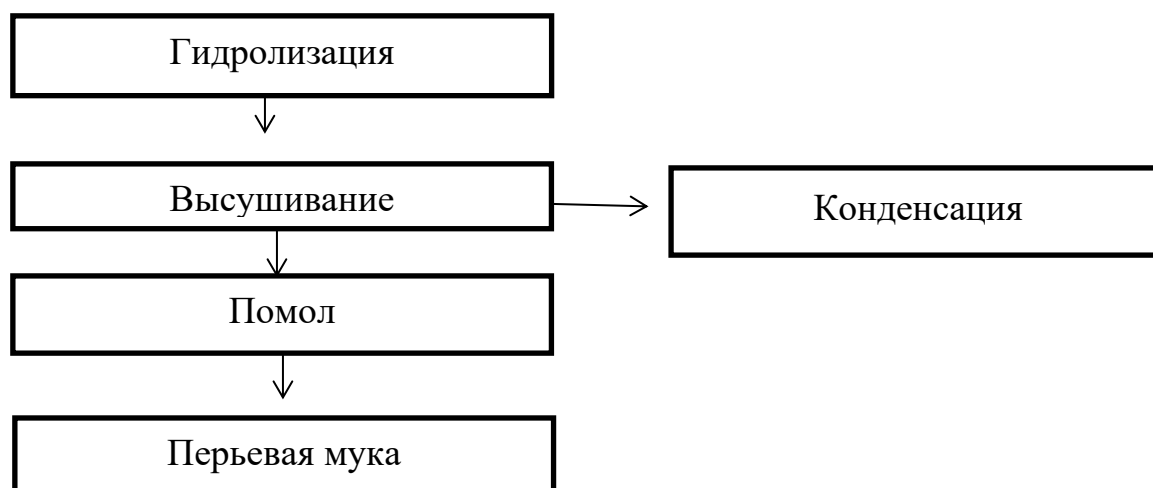 Гидролизация
Высушивание
Конденсация
Помол
Перьевая мука